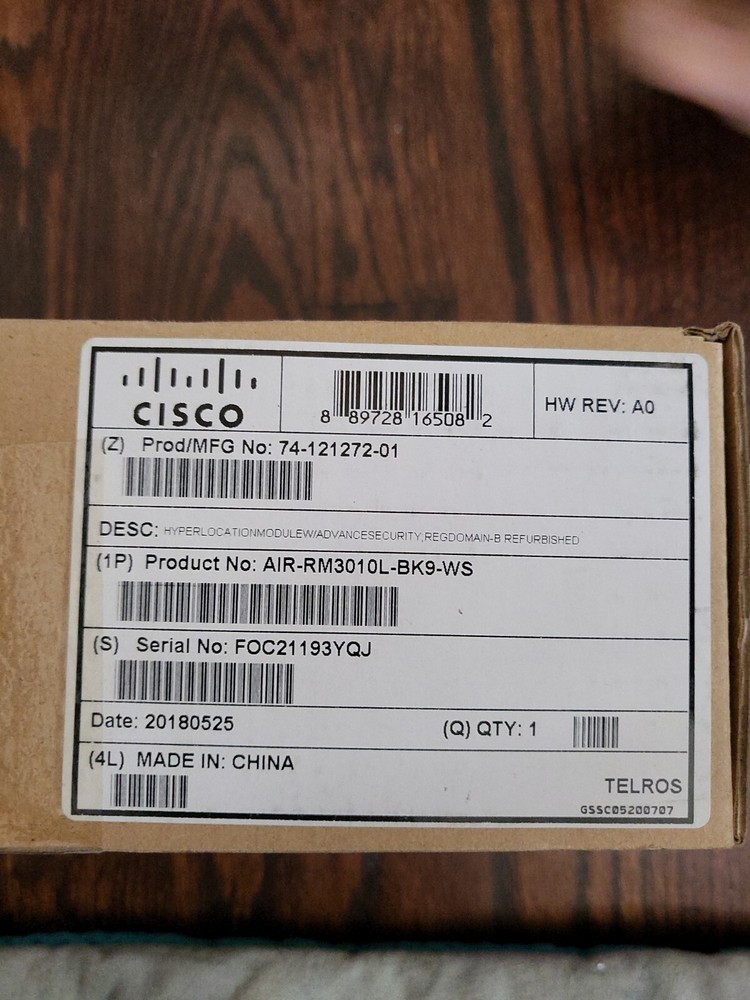 CISCO
8 89728 16508 2
HW REV: A0
(Z) Prod/MFG No: 74-121272-01
DESC: HYPERLOCATIONMODULEW/ADVANCESECURITY;REGDOMAIN-B REFURBISHED
(1P) Product No: AIR-RM3010L-BK9-WS
(S) Serial No: FOC21193YQJ
Date: 20180525
(Q) QTY: 1
(4L) MADE IN: CHINA
TELROS
GSSC05200707